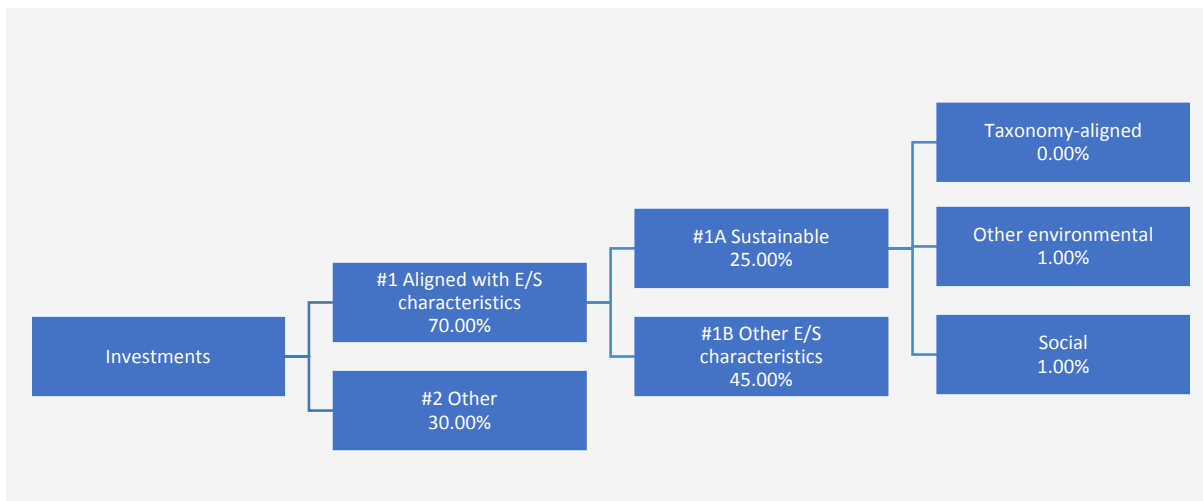 Investments
#1 Aligned with E/S
characteristics
70.00%
#2 Other
30.00%
#1A Sustainable
25.00%
#1B Other E/S
characteristics
45.00%
Taxonomy-aligned
0.00%
Other environmental
1.00%
Social
1.00%